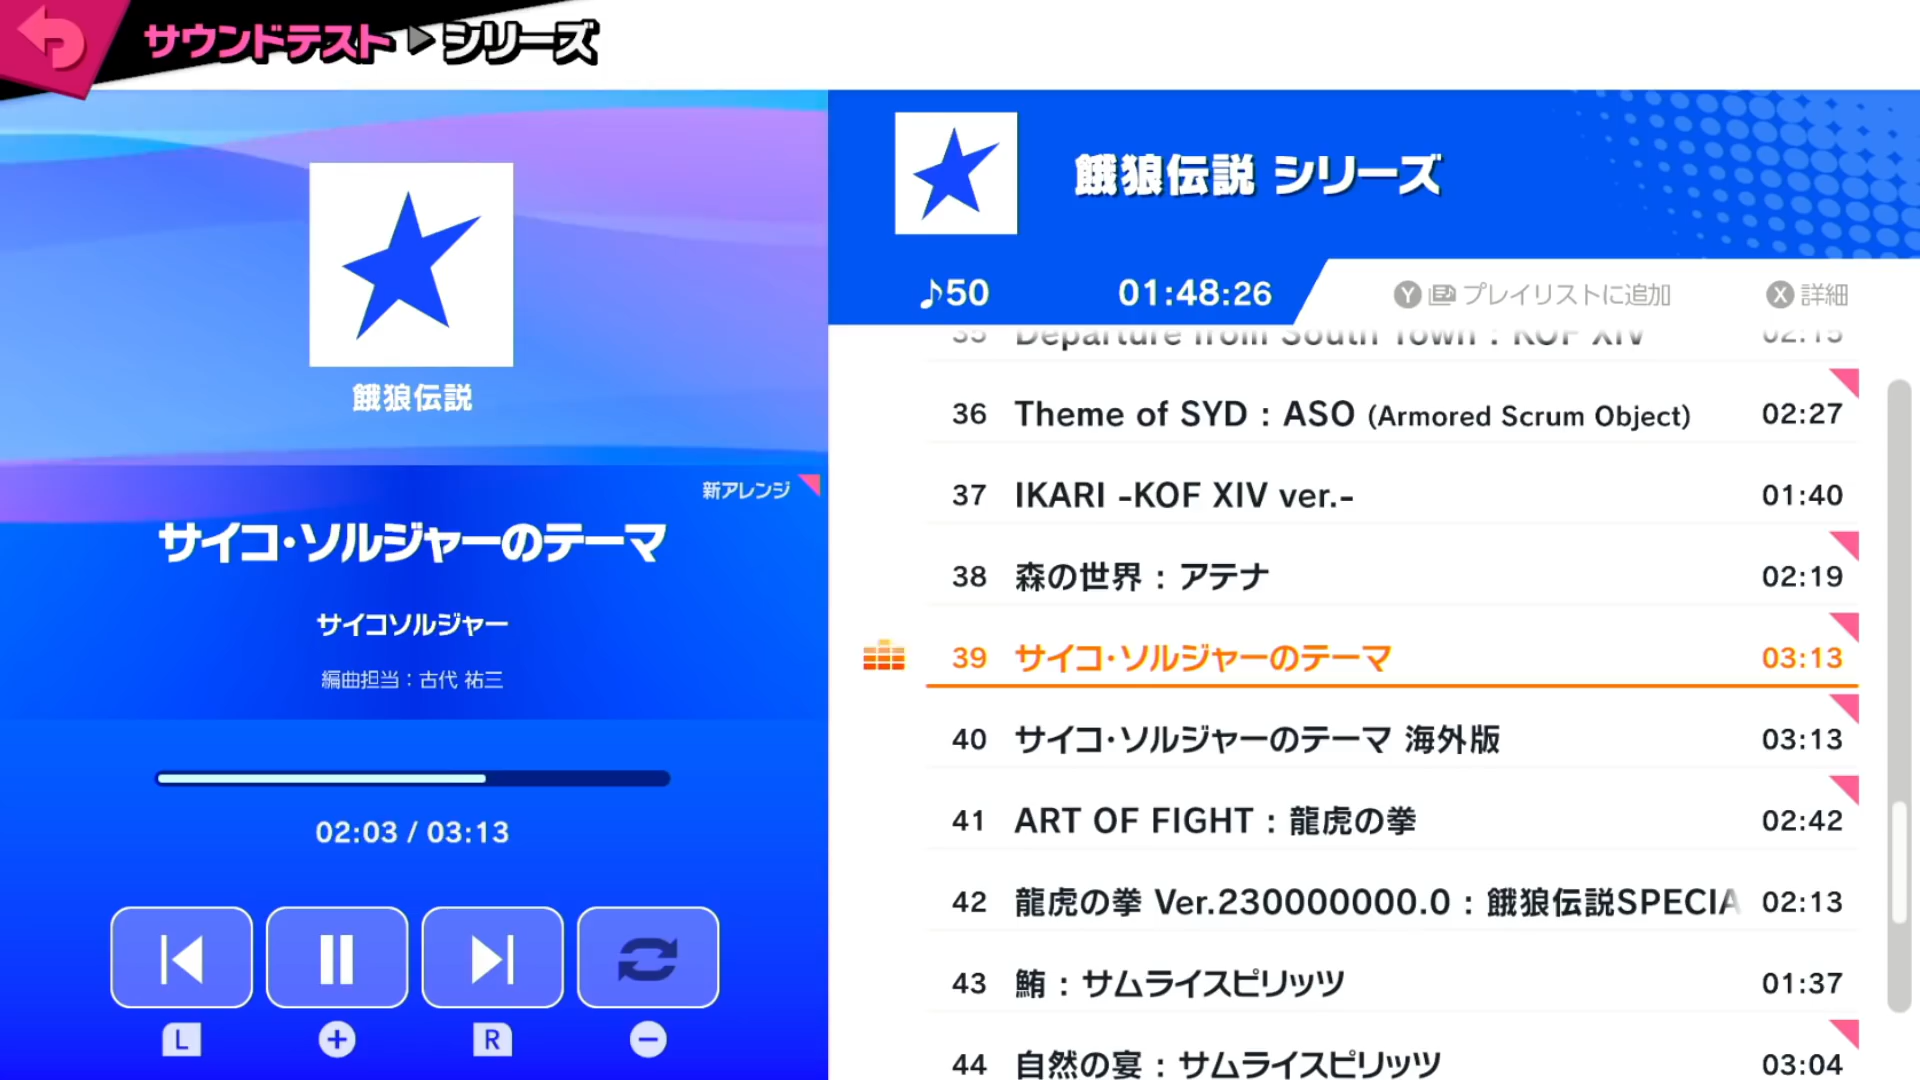 サウンドテスト▶シリーズ
餓狼伝説
新アレンジ
サイコ・ソルジャーのテーマ
サイコソルジャー
編曲担当：古代 祐三
02:03 / 03:13
L
+
R
−
餓狼伝説 シリーズ
♪50 01:48:26
Y プレイリストに追加 X 詳細
35 Departure from South Town : KOF XIV 02:15
36 Theme of SYD : ASO (Armored Scrum Object) 02:27
37 IKARI -KOF XIV ver.- 01:40
38 森の世界 : アテナ 02:19
39 サイコ・ソルジャーのテーマ 03:13
40 サイコ・ソルジャーのテーマ 海外版 03:13
41 ART OF FIGHT : 龍虎の拳 02:42
42 龍虎の拳 Ver.230000000.0 : 餓狼伝説SPECIA 02:13
43 鮪 : サムライスピリッツ 01:37
44 自然の宴 : サムライスピリッツ 03:04